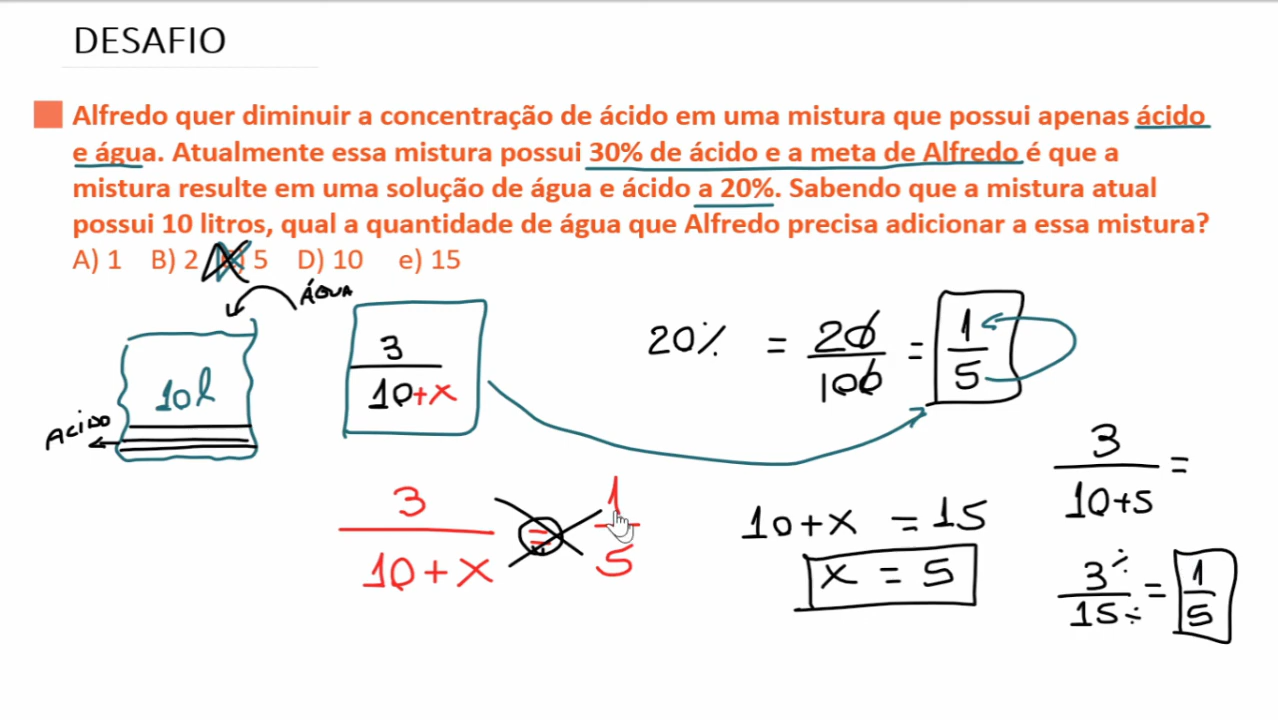 DESAFIO
Alfredo quer diminuir a concentração de ácido em uma mistura que possui apenas ácido
e água. Atualmente essa mistura possui 30% de ácido e a meta de Alfredo é que a
mistura resulte em uma solução de água e ácido a 20%. Sabendo que a mistura atual
possui 10 litros, qual a quantidade de água que Alfredo precisa adicionar a essa mistura?
A) 1 B) 2 5 D) 10 e) 15
ÁGUA
10l
ACIDO
3
10+x
20% = 20/100 = 1/5
3
10+x
=
1
5
10+x = 15
x = 5
3
10+5
=
3÷
15÷
=
1
5